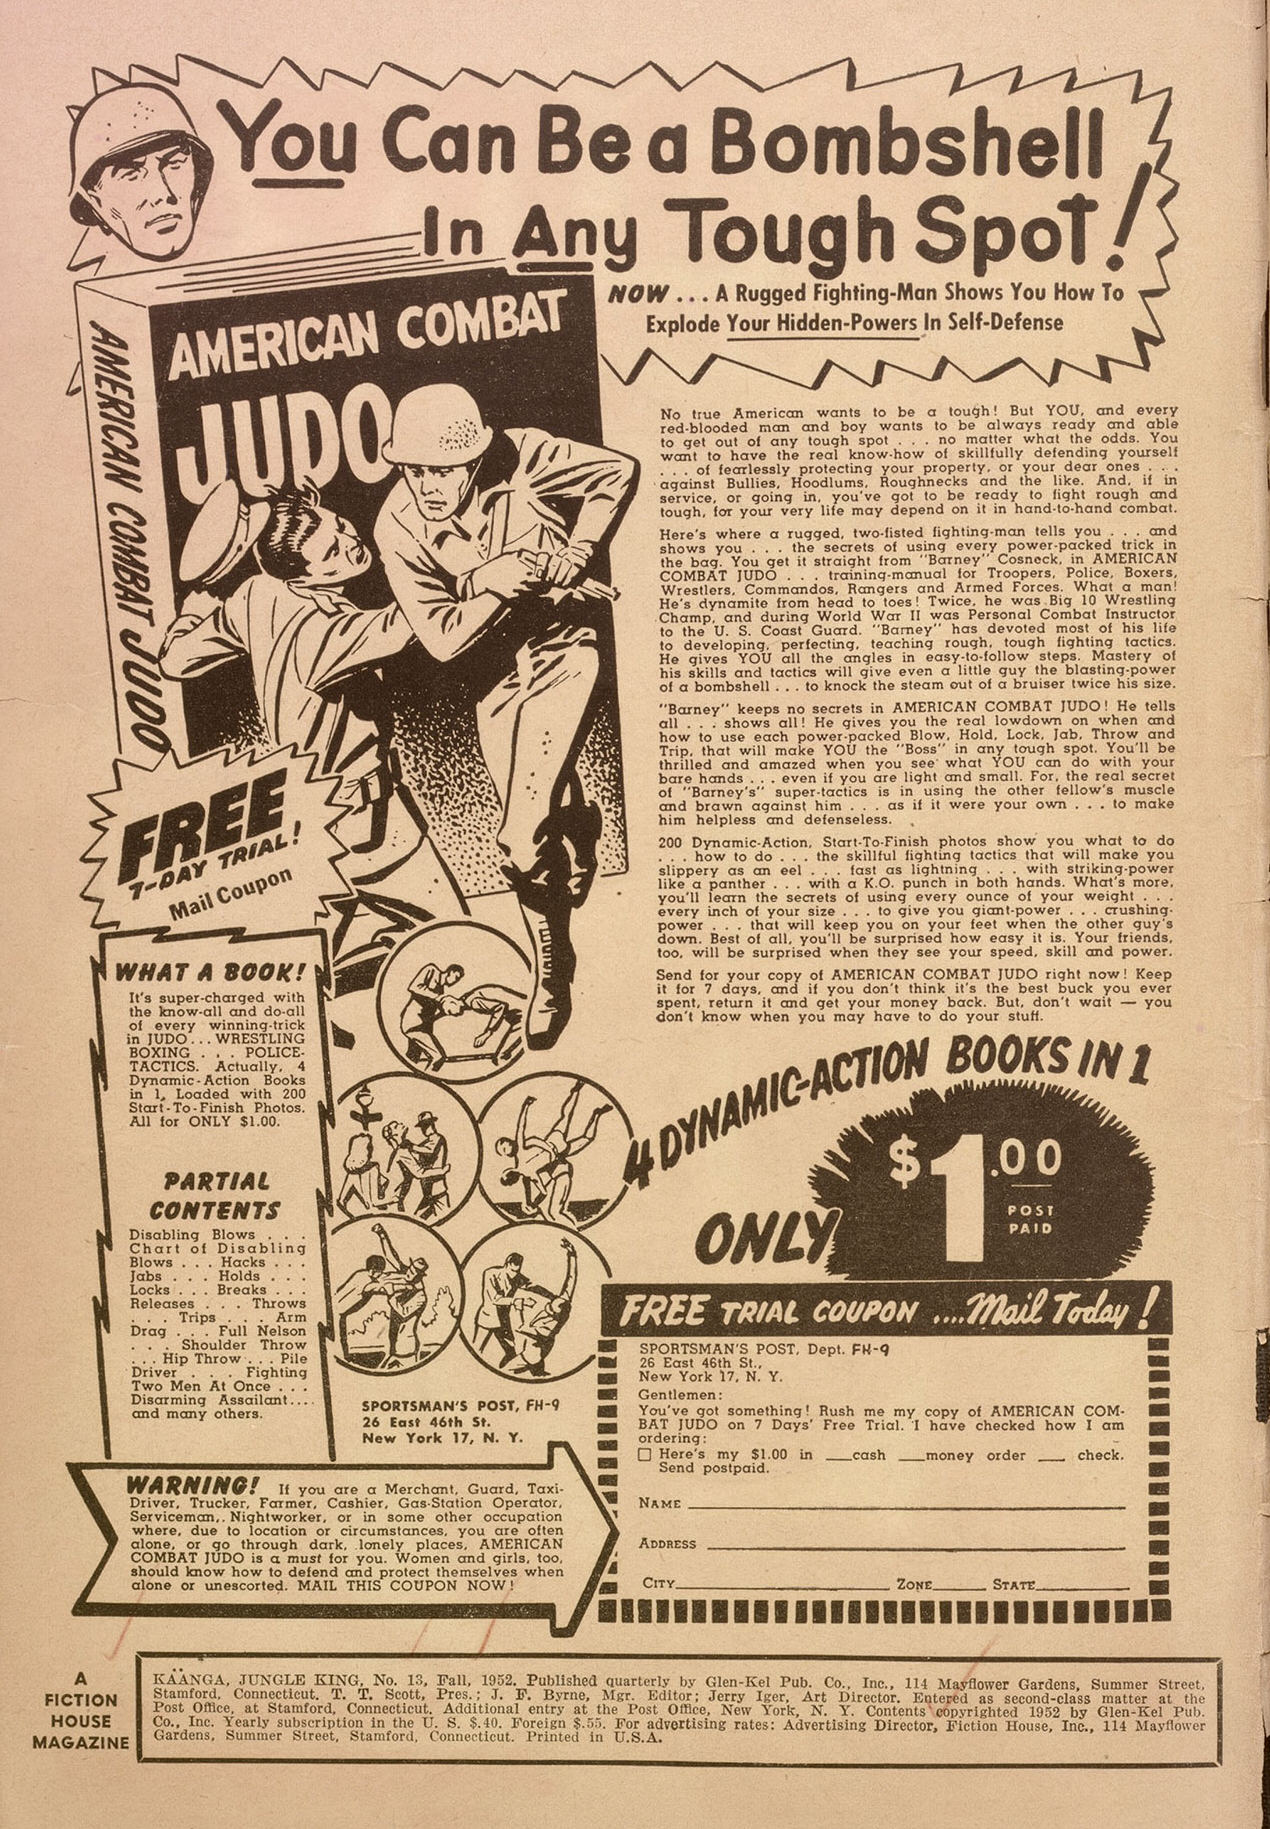 You Can Be a Bombshell
In Any Tough Spot!
NOW ... A Rugged Fighting-Man Shows You How To
Explode Your Hidden-Powers In Self-Defense
AMERICAN COMBAT
JUDO
AMERICAN COMBAT JUDO
No true American wants to be a tough! But YOU, and every
red-blooded man and boy wants to be always ready and able
to get out of any tough spot . . . no matter what the odds. You
want to have the real know-how of skillfully defending yourself
. . . of fearlessly protecting your property, or your dear ones . . .
against Bullies, Hoodlums, Roughnecks and the like. And, if in
service, or going in, you've got to be ready to fight rough and
tough, for your very life may depend on it in hand-to-hand combat.
Here's where a rugged, two-fisted fighting-man tells you . . . and
shows you . . . the secrets of using every power-packed trick in
the bag. You get it straight from "Barney" Cosneck, in AMERICAN
COMBAT JUDO . . . training-manual for Troopers, Police, Boxers,
Wrestlers, Commandos, Rangers and Armed Forces. What a man!
He's dynamite from head to toes! Twice, he was Big 10 Wrestling
Champ, and during World War II was Personal Combat Instructor
to the U. S. Coast Guard. "Barney" has devoted most of his life
to developing, perfecting, teaching rough, tough fighting tactics.
He gives YOU all the angles in easy-to-follow steps. Mastery of
his skills and tactics will give even a little guy the blasting-power
of a bombshell . . . to knock the steam out of a bruiser twice his size.
"Barney" keeps no secrets in AMERICAN COMBAT JUDO! He tells
all . . . shows all! He gives you the real lowdown on when and
how to use each power-packed Blow, Hold, Lock, Jab, Throw and
Trip, that will make YOU the "Boss" in any tough spot. You'll be
thrilled and amazed when you see what YOU can do with your
bare hands . . . even if you are light and small. For, the real secret
of "Barney's" super-tactics is in using the other fellow's muscle
and brawn against him . . . as if it were your own . . . to make
him helpless and defenseless.
200 Dynamic-Action, Start-To-Finish photos show you what to do
. . . how to do . . . the skillful fighting tactics that will make you
slippery as an eel . . . fast as lightning . . . with striking-power
like a panther . . . with a K.O. punch in both hands. What's more,
you'll learn the secrets of using every ounce of your weight . . .
every inch of your size . . . to give you giant-power . . . crushing-
power . . . that will keep you on your feet when the other guy's
down. Best of all, you'll be surprised how easy it is. Your friends,
too, will be surprised when they see your speed, skill and power.
Send for your copy of AMERICAN COMBAT JUDO right now! Keep
it for 7 days, and if you don't think it's the best buck you ever
spent, return it and get your money back. But, don't wait — you
don't know when you may have to do your stuff.
FREE
7-DAY TRIAL!
Mail Coupon
WHAT A BOOK!
It's super-charged with
the know-all and do-all
of every winning-trick
in JUDO...WRESTLING
BOXING . . . POLICE-
TACTICS. Actually, 4
Dynamic-Action Books
in 1, Loaded with 200
Start-To-Finish Photos.
All for ONLY $1.00.
PARTIAL
CONTENTS
Disabling Blows . . .
Chart of Disabling
Blows . . . Hacks . . .
Jabs . . . Holds . . .
Locks . . . Breaks . . .
Releases . . . Throws
. . . Trips . . . Arm
Drag . . . Full Nelson
. . . Shoulder Throw
. . . Hip Throw . . . Pile
Driver . . . Fighting
Two Men At Once . . .
Disarming Assailant....
and many others.
4 DYNAMIC-ACTION BOOKS IN 1
ONLY $1.00
POST
PAID
SPORTSMAN'S POST, FH-9
26 East 46th St.
New York 17, N. Y.
FREE TRIAL COUPON ....Mail Today!
SPORTSMAN'S POST, Dept. FH-9
26 East 46th St.,
New York 17, N. Y.
Gentlemen:
You've got something! Rush me my copy of AMERICAN COM-
BAT JUDO on 7 Days' Free Trial. I have checked how I am
ordering:
Here's my $1.00 in ___cash ___money order ___ check.
Send postpaid.
NAME
ADDRESS
CITY ZONE STATE
WARNING! If you are a Merchant, Guard, Taxi-
Driver, Trucker, Farmer, Cashier, Gas-Station Operator,
Serviceman, Nightworker, or in some other occupation
where, due to location or circumstances, you are often
alone, or go through dark, lonely places, AMERICAN
COMBAT JUDO is a must for you. Women and girls, too,
should know how to defend and protect themselves when
alone or unescorted. MAIL THIS COUPON NOW!
A
FICTION
HOUSE
MAGAZINE
KAÄNGA, JUNGLE KING, No. 13, Fall, 1952. Published quarterly by Glen-Kel Pub. Co., Inc., 114 Mayflower Gardens, Summer Street,
Stamford, Connecticut. T. T. Scott, Pres.; J. F. Byrne, Mgr. Editor; Jerry Iger, Art Director. Entered as second-class matter at the
Post Office, at Stamford, Connecticut. Additional entry at the Post Office, New York, N. Y. Contents copyrighted 1952 by Glen-Kel Pub.
Co., Inc. Yearly subscription in the U. S. $.40. Foreign $.55. For advertising rates: Advertising Director, Fiction House, Inc., 114 Mayflower
Gardens, Summer Street, Stamford, Connecticut. Printed in U.S.A.